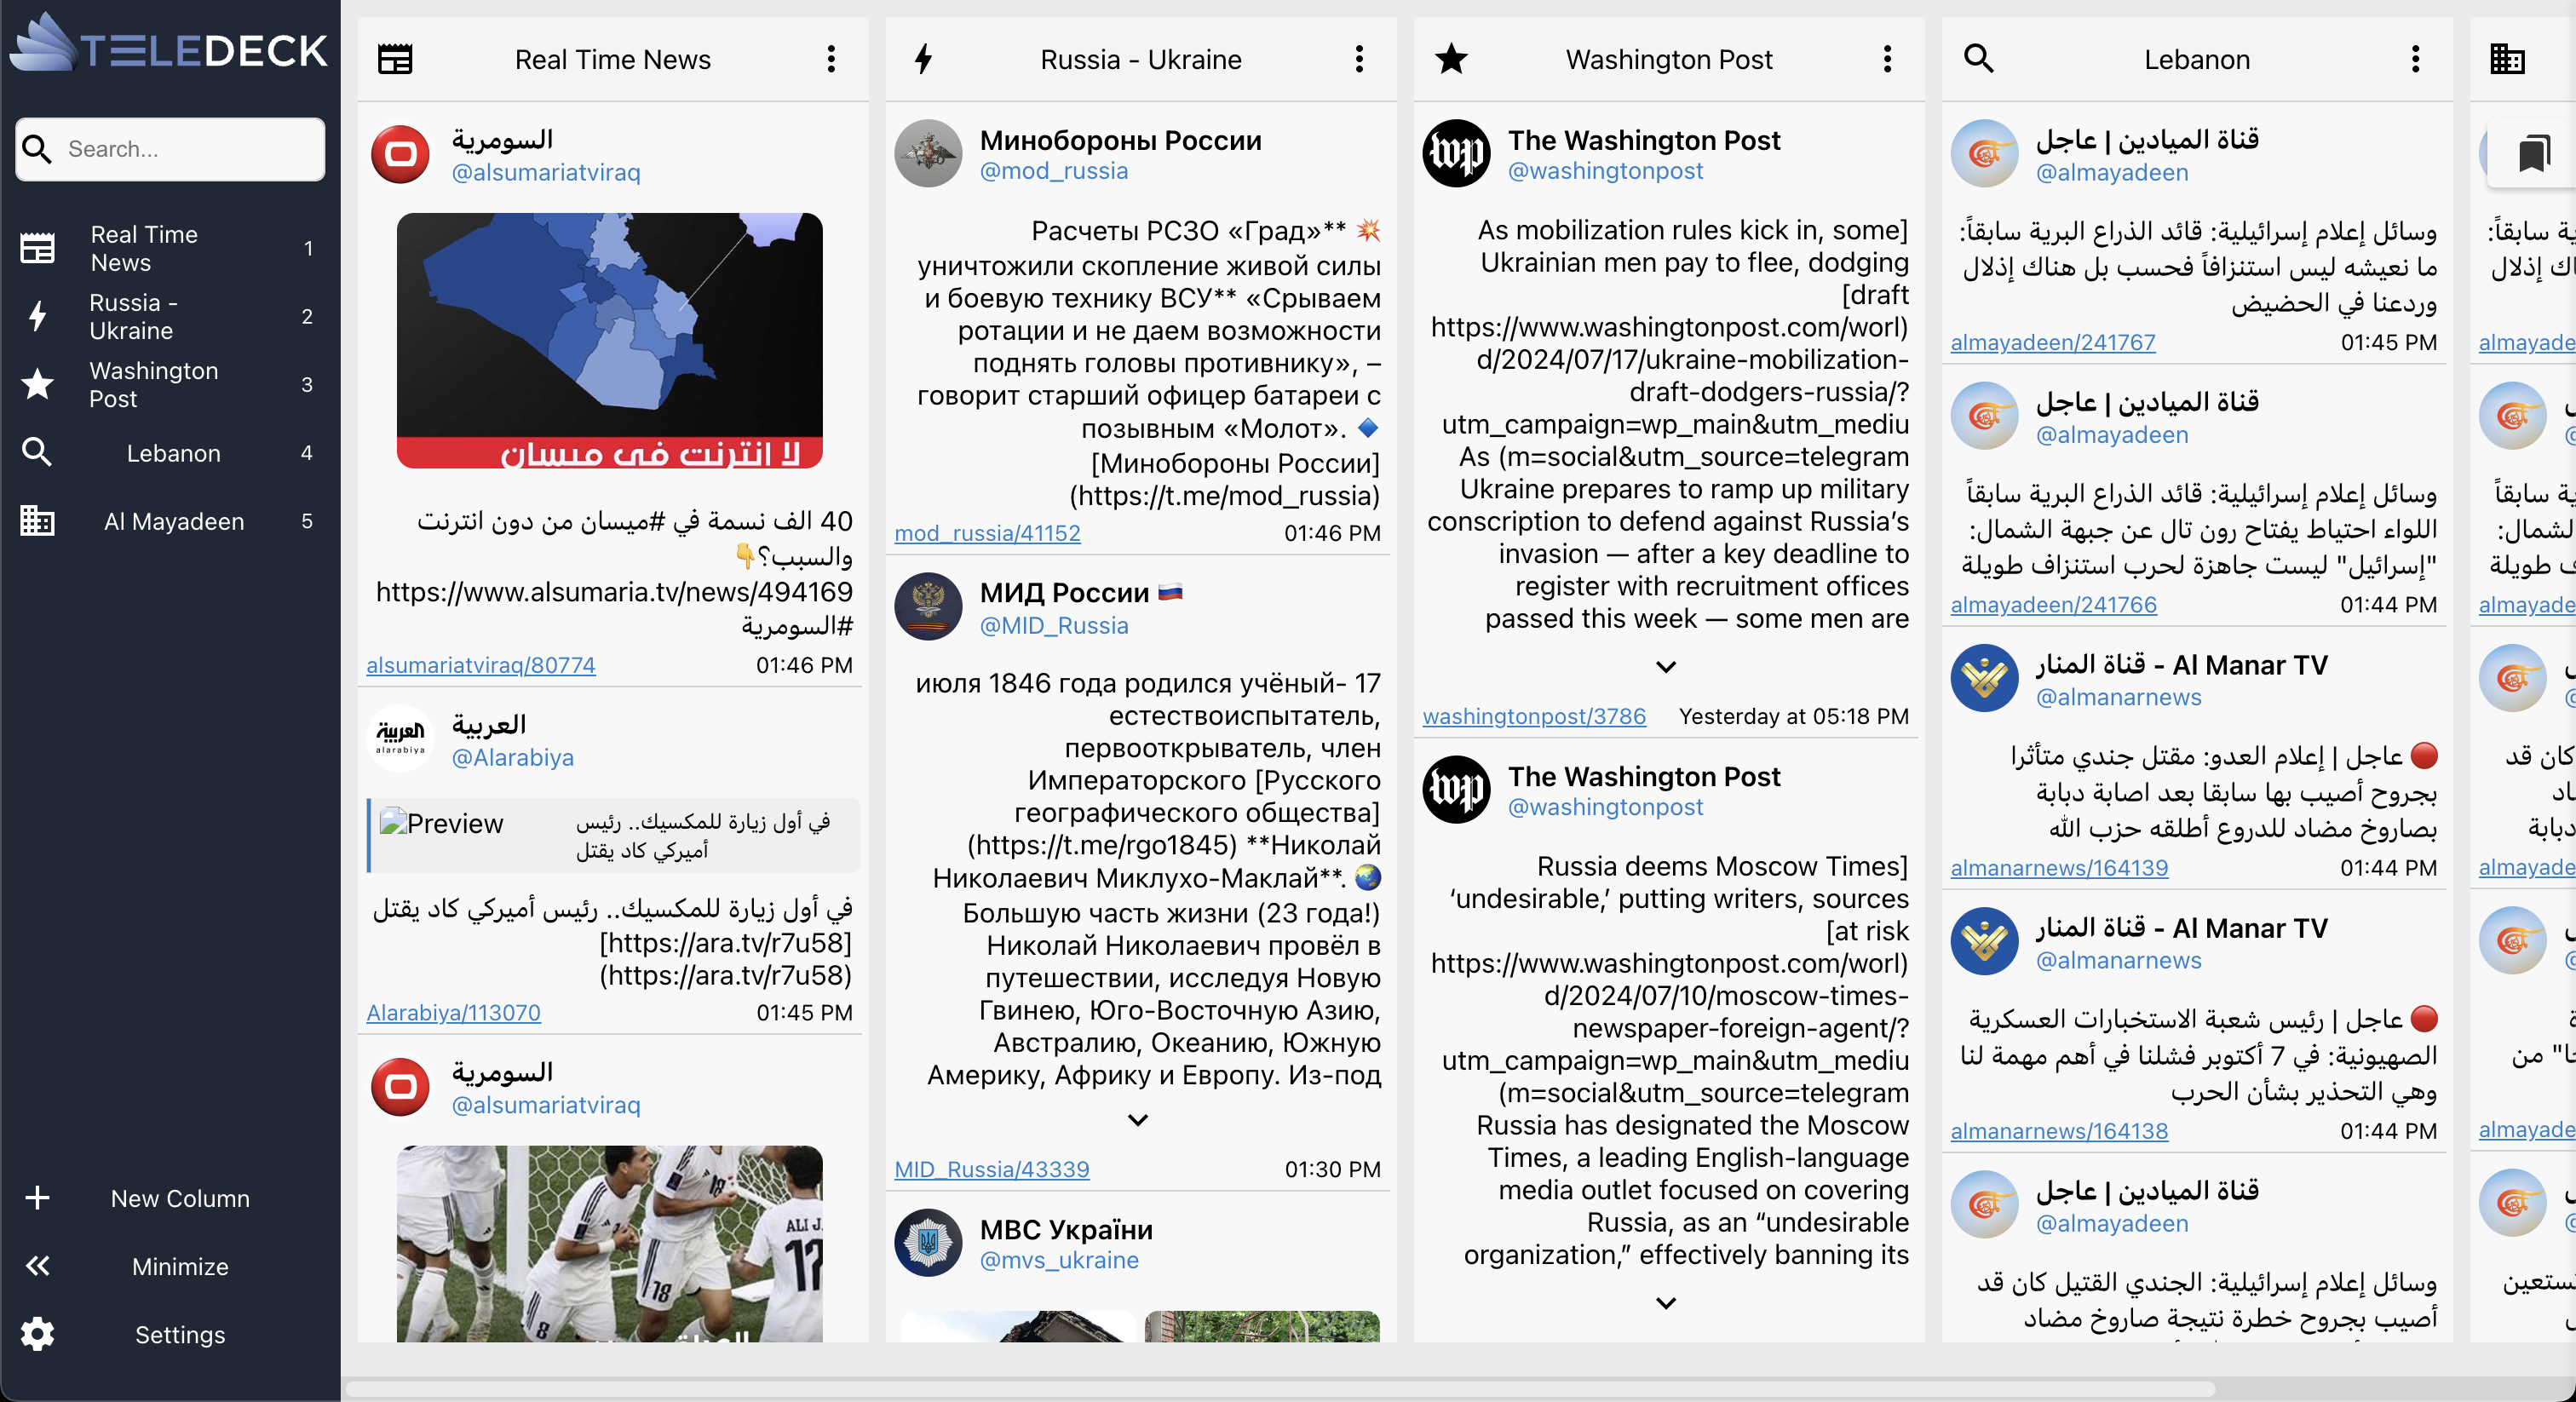 TELEDECK
Search...
Real Time
News
1
Russia -
Ukraine
2
Washington
Post
3
Lebanon
4
Al Mayadeen
5
New Column
Minimize
Settings
Real Time News
السومرية
@alsumariatviraq
لا انترنت في ميسان
40 الف نسمة في #ميسان من دون انترنت
والسبب؟👇
https://www.alsumaria.tv/news/494169
#السومرية
alsumariatviraq/80774
01:46 PM
العربية
alarabiya
العربية
@Alarabiya
Preview
في أول زيارة للمكسيك.. رئيس
أميركي كاد يقتل
في أول زيارة للمكسيك.. رئيس أميركي كاد يقتل
[https://ara.tv/r7u58]
(https://ara.tv/r7u58)
Alarabiya/113070
01:45 PM
السومرية
@alsumariatviraq
ALI J.
12
18
18
8
Russia - Ukraine
Минобороны России
@mod_russia
Расчеты РСЗО «Град»** 💥
уничтожили скопление живой силы
и боевую технику ВСУ** «Срываем
ротации и не даем возможности
поднять головы противнику», –
говорит старший офицер батареи с
позывным «Молот». 🔹
[Минобороны России]
(https://t.me/mod_russia)
mod_russia/41152
01:46 PM
МИД России 🇷🇺
@MID_Russia
июля 1846 года родился учёный- 17
естествоиспытатель,
первооткрыватель, член
Императорского [Русского
географического общества]
(https://t.me/rgo1845) **Николай
Николаевич Миклухо-Маклай**. 🌏
Большую часть жизни (23 года!)
Николай Николаевич провёл в
путешествии, исследуя Новую
Гвинею, Юго-Восточную Азию,
Австралию, Океанию, Южную
Америку, Африку и Европу. Из-под
MID_Russia/43339
01:30 PM
МВС України
@mvs_ukraine
Washington Post
wp
The Washington Post
@washingtonpost
As mobilization rules kick in, some]
Ukrainian men pay to flee, dodging
[draft
https://www.washingtonpost.com/worl)
d/2024/07/17/ukraine-mobilization-
draft-dodgers-russia/?
utm_campaign=wp_main&utm_mediu
As (m=social&utm_source=telegram
Ukraine prepares to ramp up military
conscription to defend against Russia’s
invasion — after a key deadline to
register with recruitment offices
passed this week — some men are
washingtonpost/3786
Yesterday at 05:18 PM
wp
The Washington Post
@washingtonpost
Russia deems Moscow Times]
‘undesirable,’ putting writers, sources
[at risk
https://www.washingtonpost.com/worl)
d/2024/07/10/moscow-times-
newspaper-foreign-agent/?
utm_campaign=wp_main&utm_mediu
(m=social&utm_source=telegram
Russia has designated the Moscow
Times, a leading English-language
media outlet focused on covering
Russia, as an “undesirable
organization,” effectively banning its
Lebanon
قناة الميادين | عاجل
@almayadeen
وسائل إعلام إسرائيلية: قائد الذراع البرية سابقاً:
ما نعيشه ليس استنزافاً فحسب بل هناك إذلال
وردعنا في الحضيض
almayadeen/241767
01:45 PM
قناة الميادين | عاجل
@almayadeen
وسائل إعلام إسرائيلية: قائد الذراع البرية سابقاً
اللواء احتياط يفتاح رون تال عن جبهة الشمال:
"إسرائيل" ليست جاهزة لحرب استنزاف طويلة
almayadeen/241766
01:44 PM
قناة المنار - Al Manar TV
@almanarnews
🔴 عاجل | إعلام العدو: مقتل جندي متأثرا
بجروح أصيب بها سابقا بعد اصابة دبابة
بصاروخ مضاد للدروع أطلقه حزب الله
almanarnews/164139
01:44 PM
قناة المنار - Al Manar TV
@almanarnews
🔴 عاجل | رئيس شعبة الاستخبارات العسكرية
الصهيونية: في 7 أكتوبر فشلنا في أهم مهمة لنا
وهي التحذير بشأن الحرب
almanarnews/164138
01:44 PM
قناة الميادين | عاجل
@almayadeen
وسائل إعلام إسرائيلية: الجندي القتيل كان قد
أصيب بجروح خطرة نتيجة صاروخ مضاد
سابقاً:
إذلال
almayade
سابقاً
الشمال:
طويلة
almayade
كان قد
دبابة
almayade
من
almayade